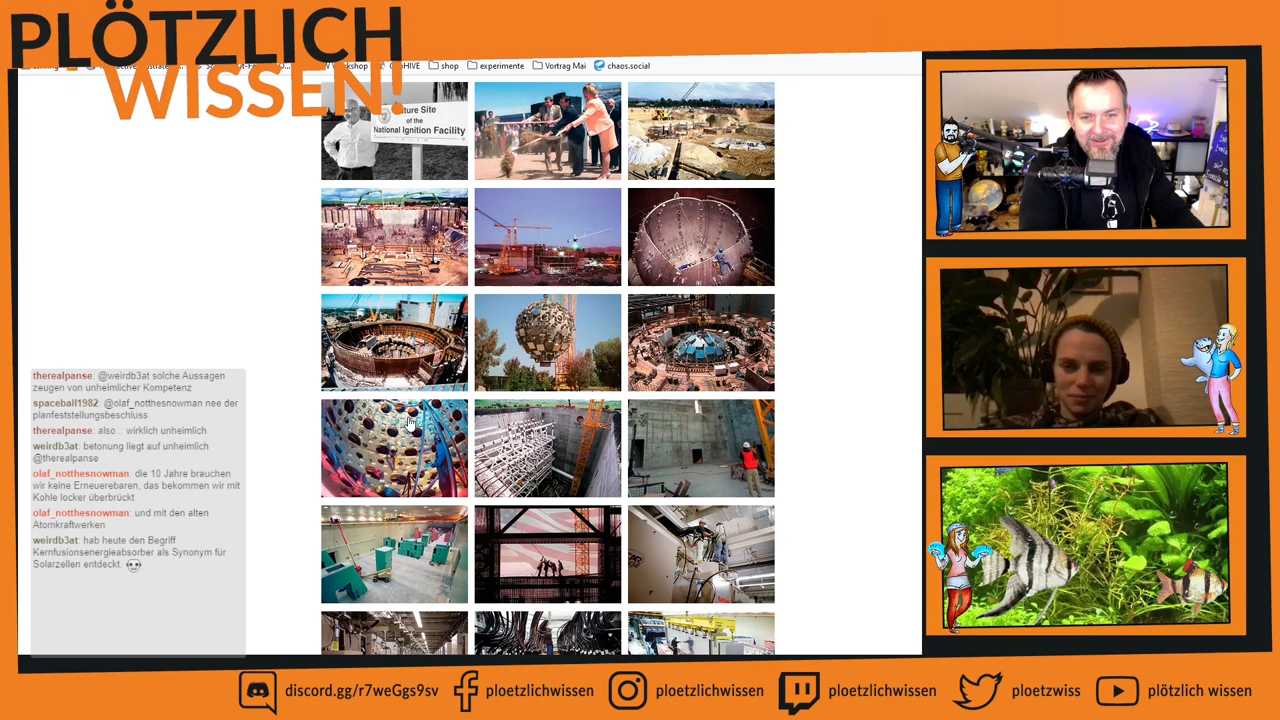 PLÖTZLICH
WISSEN!
shop
experimente
Vortrag Mai
chaos.social
ture Site
of the
National Ignition Facility
therealpanse: @weirdb3at solche Aussagen
zeugen von unheimlicher Kompetenz
spaceball1982: @olaf_notthesnowman nee der
planfeststellungsbeschluss
therealpanse: also... wirklich unheimlich
weirdb3at: betonung liegt auf unheimlich
@therealpanse
olaf_notthesnowman: die 10 Jahre brauchen
wir keine Erneuerebaren, das bekommen wir mit
Kohle locker überbrückt
olaf_notthesnowman: und mit den alten
Atomkraftwerken
weirdb3at: hab heute den Begriff
Kernfusionsenergieabsorber als Synonym für
Solarzellen entdeckt.
discord.gg/r7weGgs9sv
ploetzlichwissen
ploetzlichwissen
ploetzlichwissen
ploetzwiss
plötzlich wissen